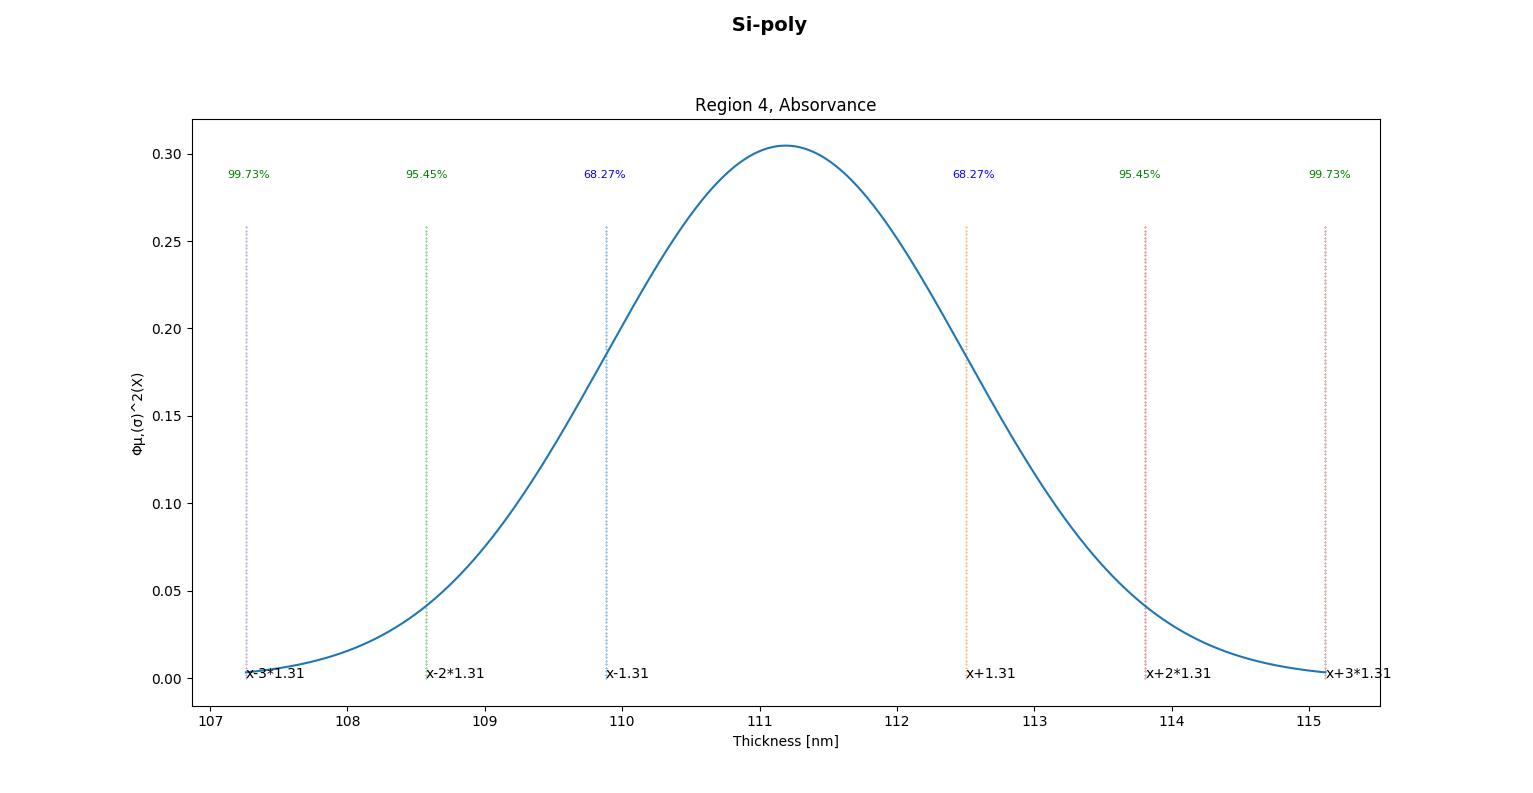 Si-poly
Region 4, Absorvance
99.73%
95.45%
68.27%
68.27%
95.45%
99.73%
0.30
0.25
0.20
0.15
0.10
0.05
0.00
Φμ,(σ)^2(X)
x-3*1.31
x-2*1.31
x-1.31
x+1.31
x+2*1.31
x+3*1.31
107
108
109
110
111
112
113
114
115
Thickness [nm]